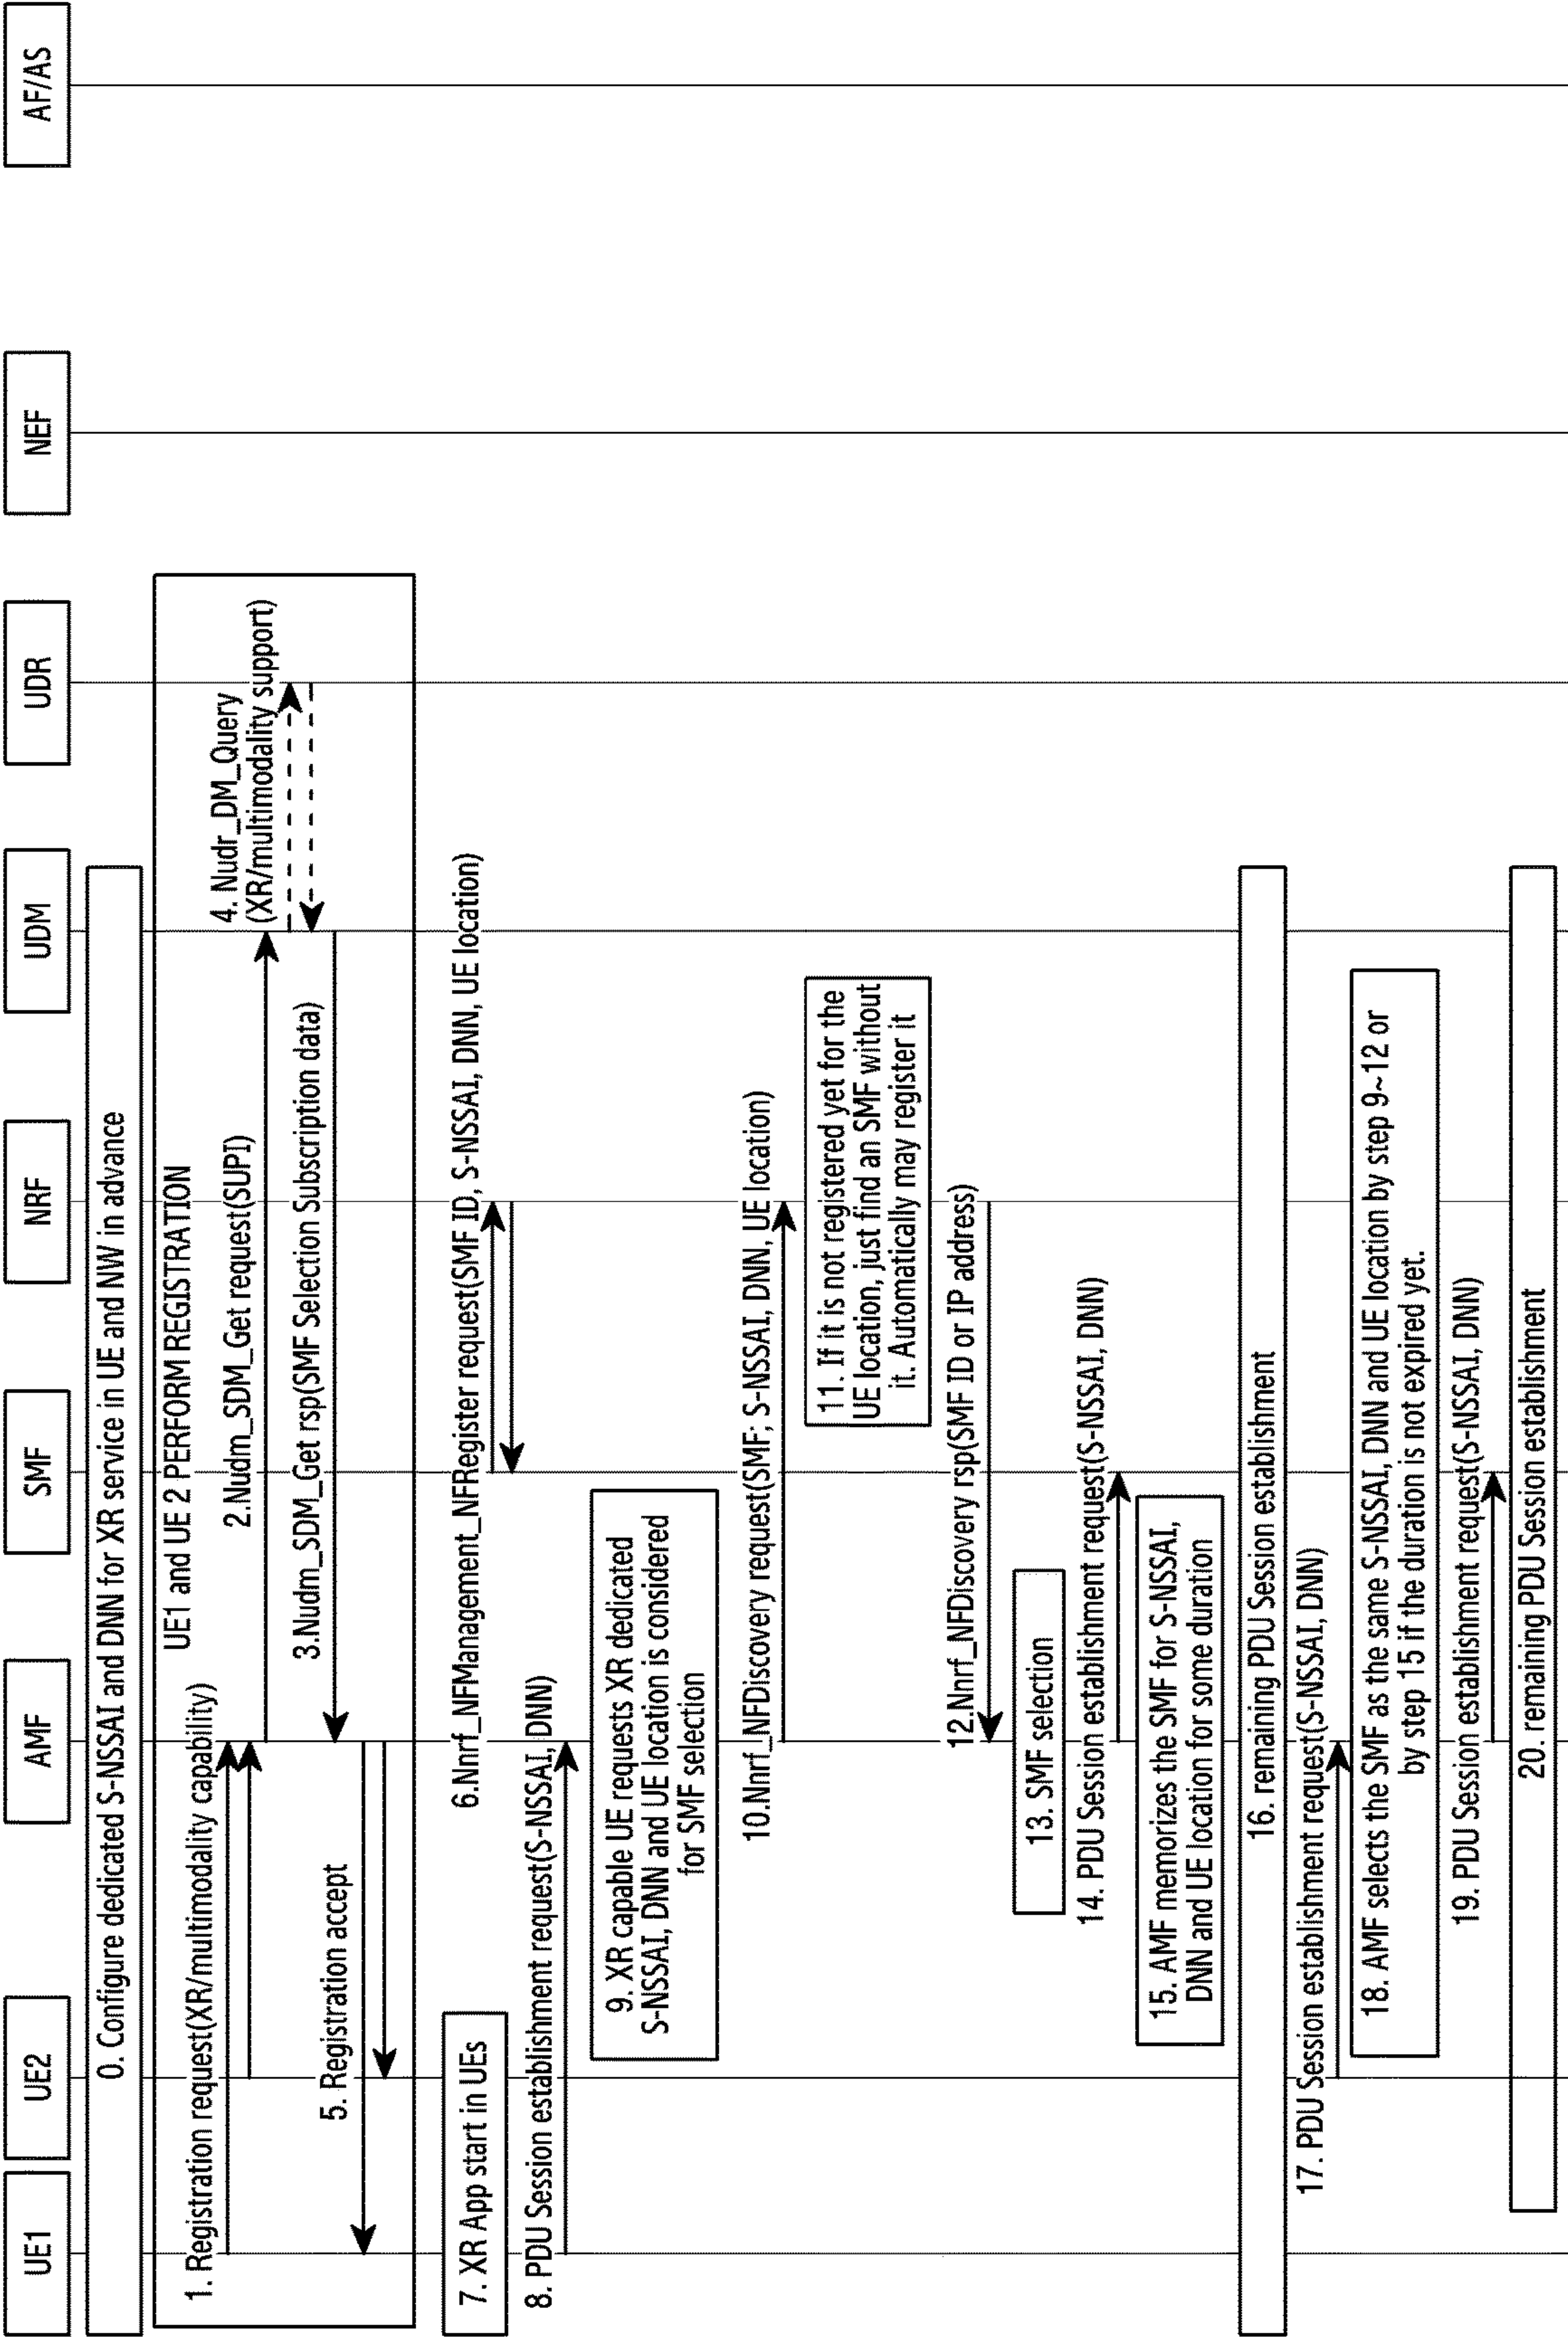 UE1
UE2
AMF
SMF
NRF
UDM
UDR
NEF
AF/AS
0. Configure dedicated S-NSSAI and DNN for XR service in UE and NW in advance
UE1 and UE 2 PERFORM REGISTRATION
1. Registration request(XR/multimodality capability)
2.Nudm_SDM_Get request(SUPI)
4. Nudr_DM_Query
(XR/multimodality support)
3.Nudm_SDM_Get rsp(SMF Selection Subscription data)
5. Registration accept
6.Nnrf_NFManagement_NFRegister request(SMF ID, S-NSSAI, DNN, UE location)
7. XR App start in UEs
8. PDU Session establishment request(S-NSSAI, DNN)
9. XR capable UE requests XR dedicated
S-NSSAI, DNN and UE location is considered
for SMF selection
10.Nnrf_NFDiscovery request(SMF; S-NSSAI, DNN, UE location)
11. If it is not registered yet for the
UE location, just find an SMF without
it. Automatically may register it
12.Nnrf_NFDiscovery rsp(SMF ID or IP address)
13. SMF selection
14. PDU Session establishment request(S-NSSAI, DNN)
15. AMF memorizes the SMF for S-NSSAI,
DNN and UE location for some duration
16. remaining PDU Session establishment
17. PDU Session establishment request(S-NSSAI, DNN)
18. AMF selects the SMF as the same S-NSSAI, DNN and UE location by step 9~12 or
by step 15 if the duration is not expired yet.
19. PDU Session establishment request(S-NSSAI, DNN)
20. remaining PDU Session establishment